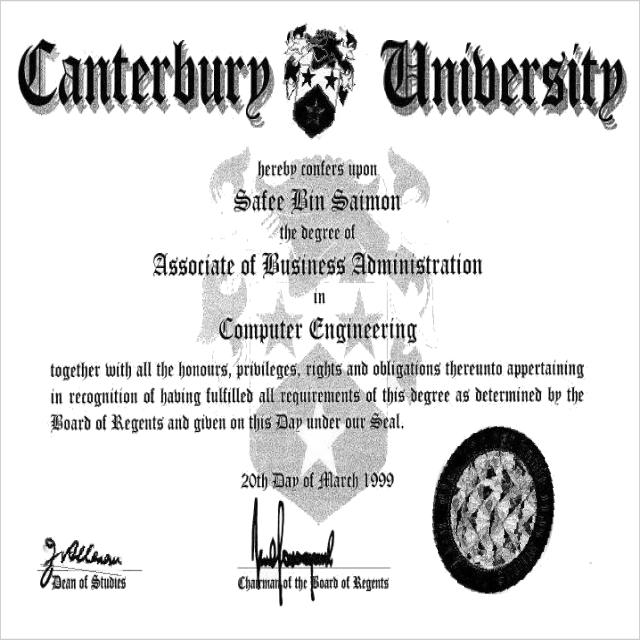 Canterbury University
hereby confers upon
Safee Bin Saimon
the degree of
Associate of Business Administration
in
Computer Engineering
together with all the honours, privileges, rights and obligations thereunto appertaining
in recognition of having fulfilled all requirements of this degree as determined by the
Board of Regents and given on this Day under our Seal.
20th Day of March 1999
Dean of Studies
Chairman of the Board of Regents